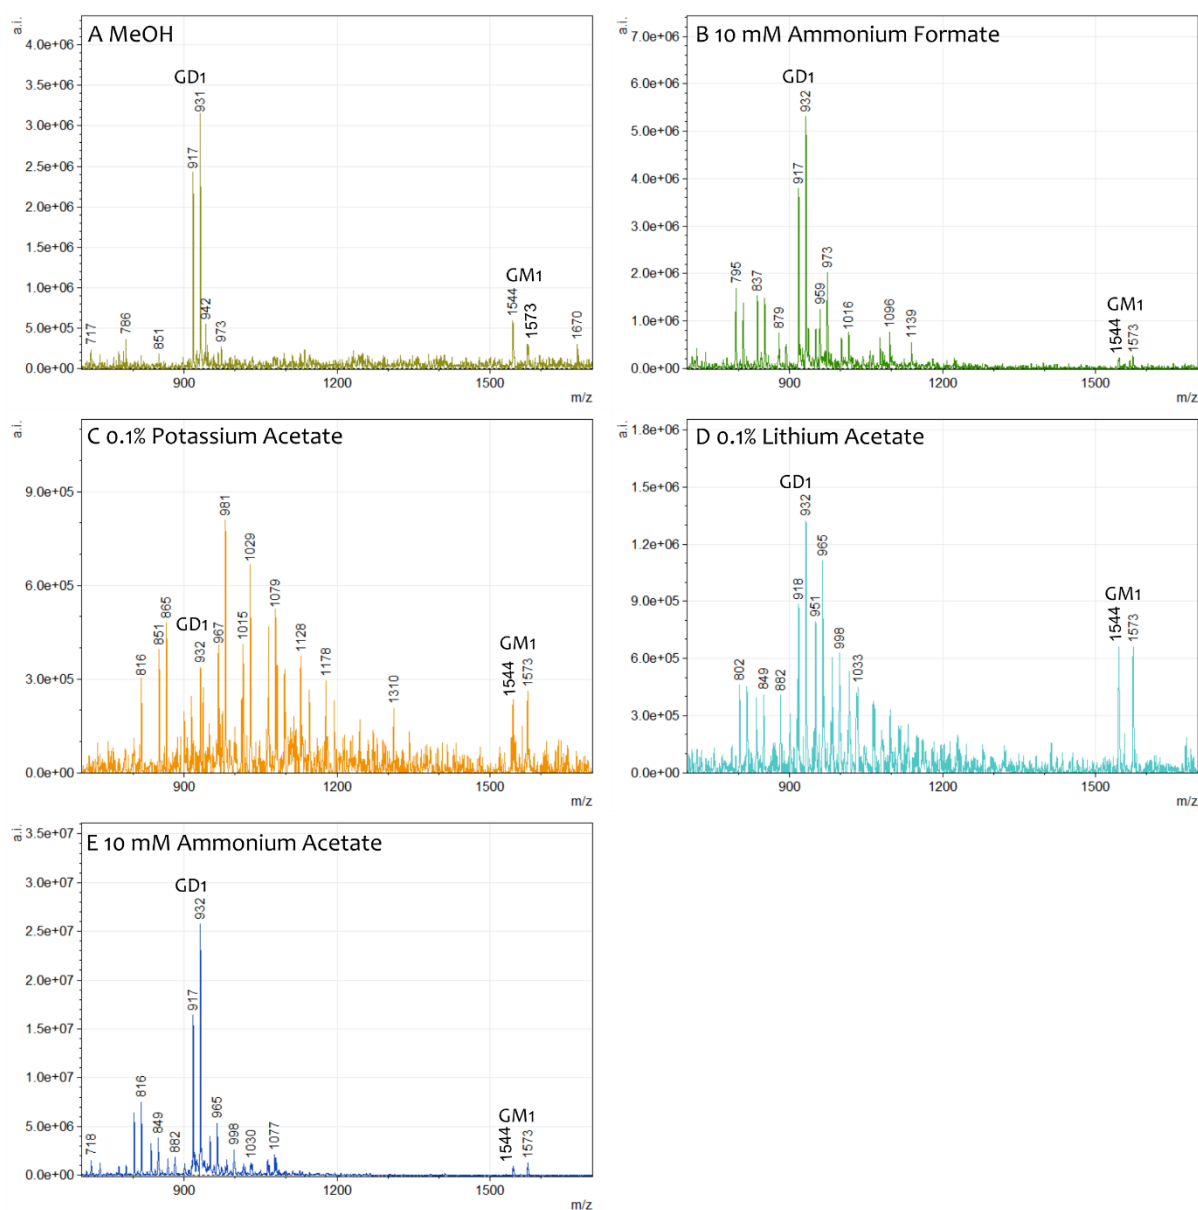 a.i.
A MeOH
4.0e+06
3.5e+06
3.0e+06
2.5e+06
2.0e+06
1.5e+06
1.0e+06
5.0e+05
0.0e+00
GD1
931
917
942
973
717
786
851
GM1
1544
1573
1670
900
1200
1500
m/z
a.i.
B 10 mM Ammonium Formate
7.0e+06
6.0e+06
5.0e+06
4.0e+06
3.0e+06
2.0e+06
1.0e+06
0.0e+00
GD1
932
917
973
959
795
837
879
1016
1096
1139
GM1
1544
1573
900
1200
1500
m/z
a.i.
C 0.1% Potassium Acetate
9.0e+05
6.0e+05
3.0e+05
0.0e+00
981
1029
865
851
816
GD1
932
967
1015
1079
1128
1178
1310
GM1
1544
1573
900
1200
1500
m/z
a.i.
D 0.1% Lithium Acetate
1.8e+06
1.5e+06
1.2e+06
9.0e+05
6.0e+05
3.0e+05
0.0e+00
GD1
932
965
918
951
998
1033
802
849
882
GM1
1544
1573
900
1200
1500
m/z
a.i.
E 10 mM Ammonium Acetate
3.5e+07
3.0e+07
2.5e+07
2.0e+07
1.5e+07
1.0e+07
5.0e+06
0.0e+00
GD1
932
917
816
849
882
718
965
998
1030
1077
GM1
1544
1573
900
1200
1500
m/z